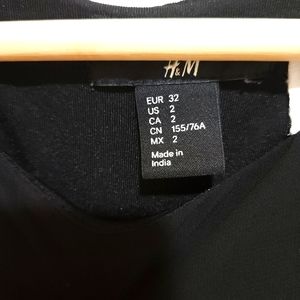 H&M
EUR 32
US 2
CA 2
CN 155/76A
MX 2
Made in
India